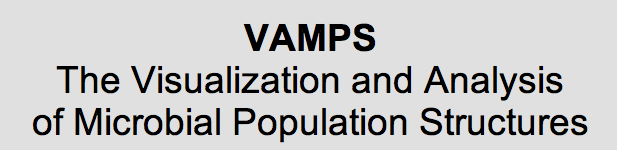 VAMPS
The Visualization and Analysis
of Microbial Population Structures